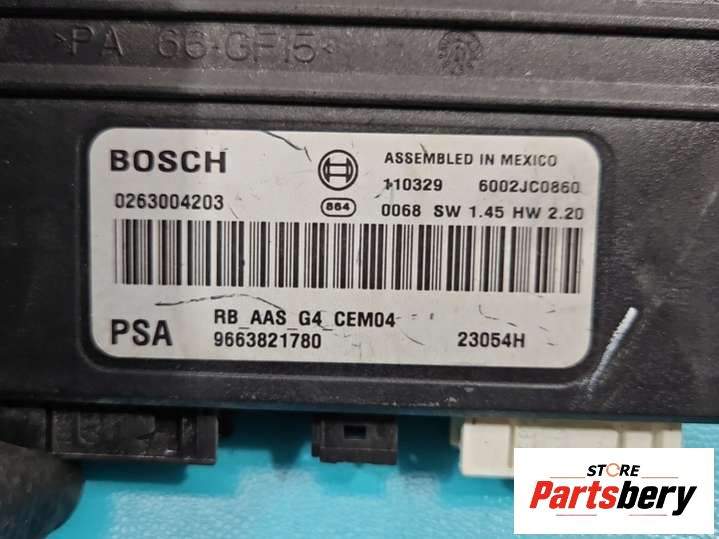 >PA 66-GF15<
BOSCH
ASSEMBLED IN MEXICO
110329 6002JC0860
0263004203
864
0068 SW 1.45 HW 2.20
PSA
RB_AAS_G4_CEM04
9663821780
23054H
STORE
Partsbery